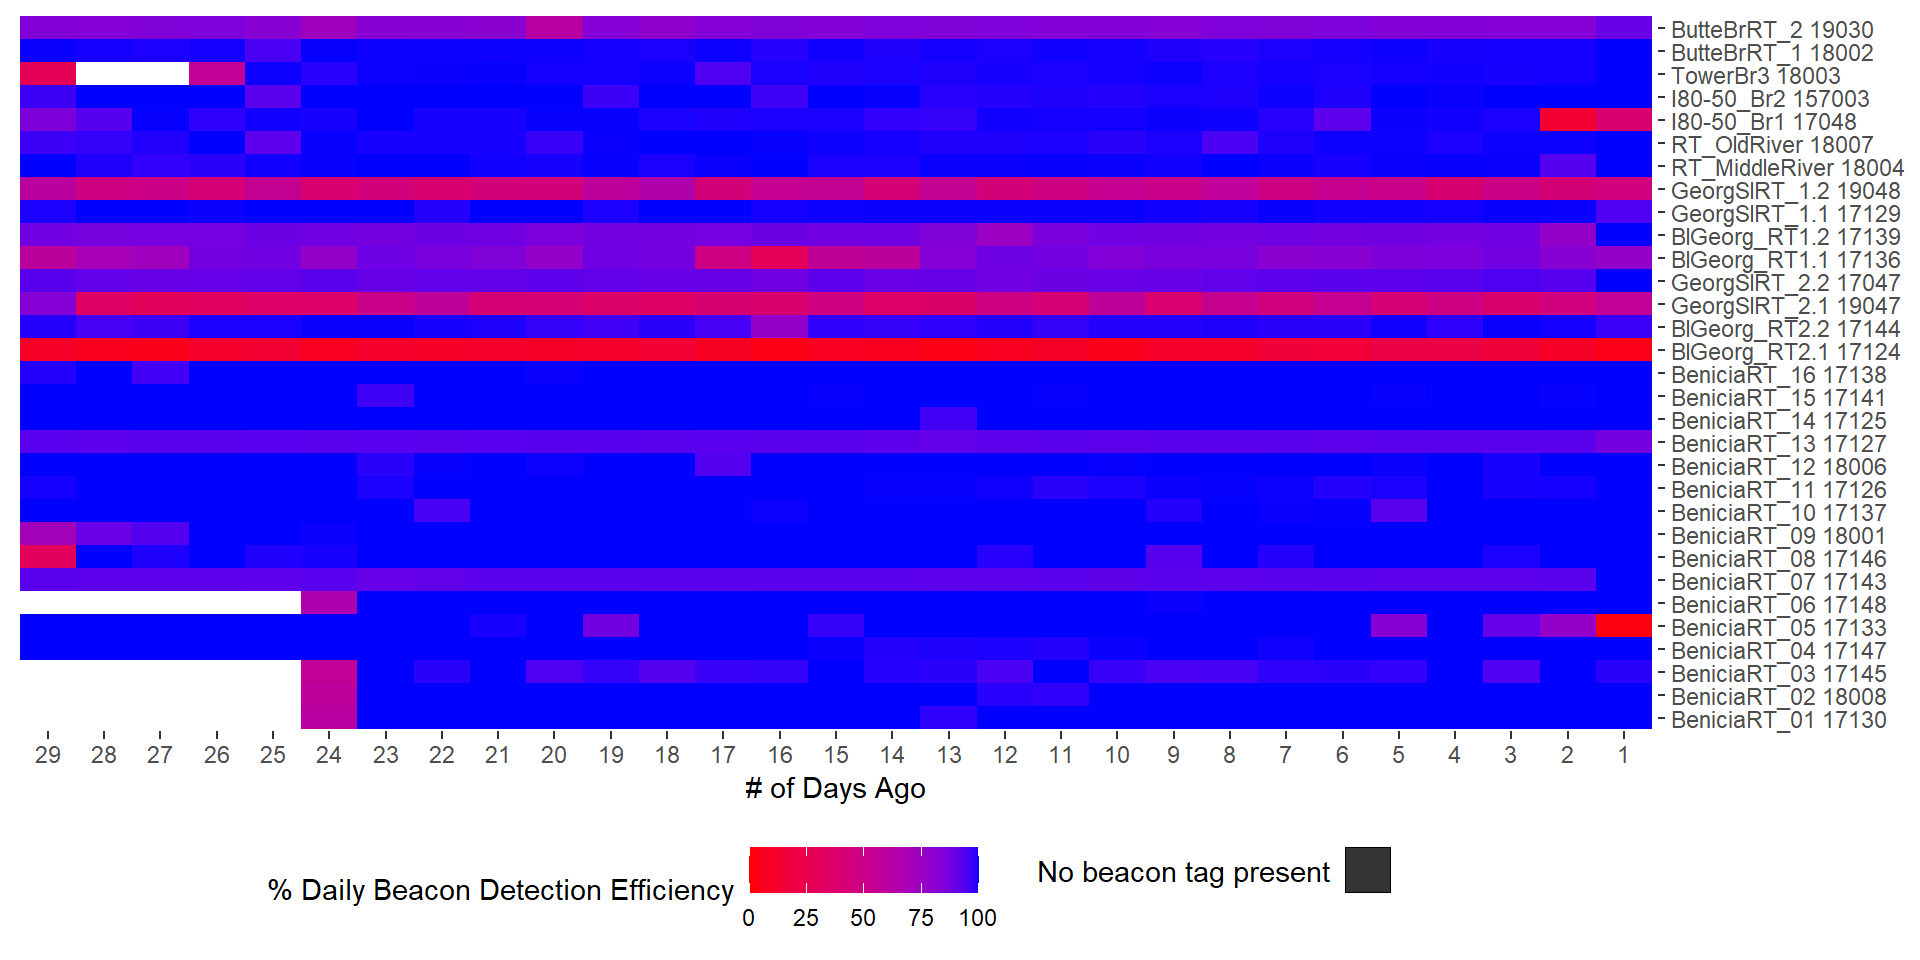 ButteBrRT_2 19030
ButteBrRT_1 18002
TowerBr3 18003
I80-50_Br2 157003
I80-50_Br1 17048
RT_OldRiver 18007
RT_MiddleRiver 18004
GeorgSlRT_1.2 19048
GeorgSlRT_1.1 17129
BlGeorg_RT1.2 17139
BlGeorg_RT1.1 17136
GeorgSlRT_2.2 17047
GeorgSlRT_2.1 19047
BlGeorg_RT2.2 17144
BlGeorg_RT2.1 17124
BeniciaRT_16 17138
BeniciaRT_15 17141
BeniciaRT_14 17125
BeniciaRT_13 17127
BeniciaRT_12 18006
BeniciaRT_11 17126
BeniciaRT_10 17137
BeniciaRT_09 18001
BeniciaRT_08 17146
BeniciaRT_07 17143
BeniciaRT_06 17148
BeniciaRT_05 17133
BeniciaRT_04 17147
BeniciaRT_03 17145
BeniciaRT_02 18008
BeniciaRT_01 17130
29 28 27 26 25 24 23 22 21 20 19 18 17 16 15 14 13 12 11 10 9 8 7 6 5 4 3 2 1
# of Days Ago
% Daily Beacon Detection Efficiency
0 25 50 75 100
No beacon tag present